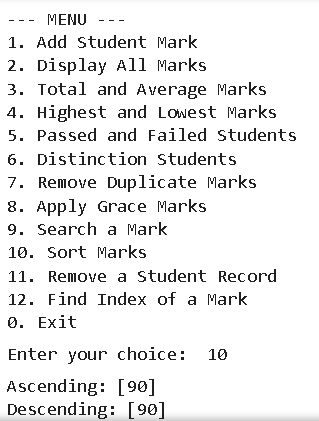 --- MENU ---
1. Add Student Mark
2. Display All Marks
3. Total and Average Marks
4. Highest and Lowest Marks
5. Passed and Failed Students
6. Distinction Students
7. Remove Duplicate Marks
8. Apply Grace Marks
9. Search a Mark
10. Sort Marks
11. Remove a Student Record
12. Find Index of a Mark
0. Exit
Enter your choice:  10
Ascending: [90]
Descending: [90]